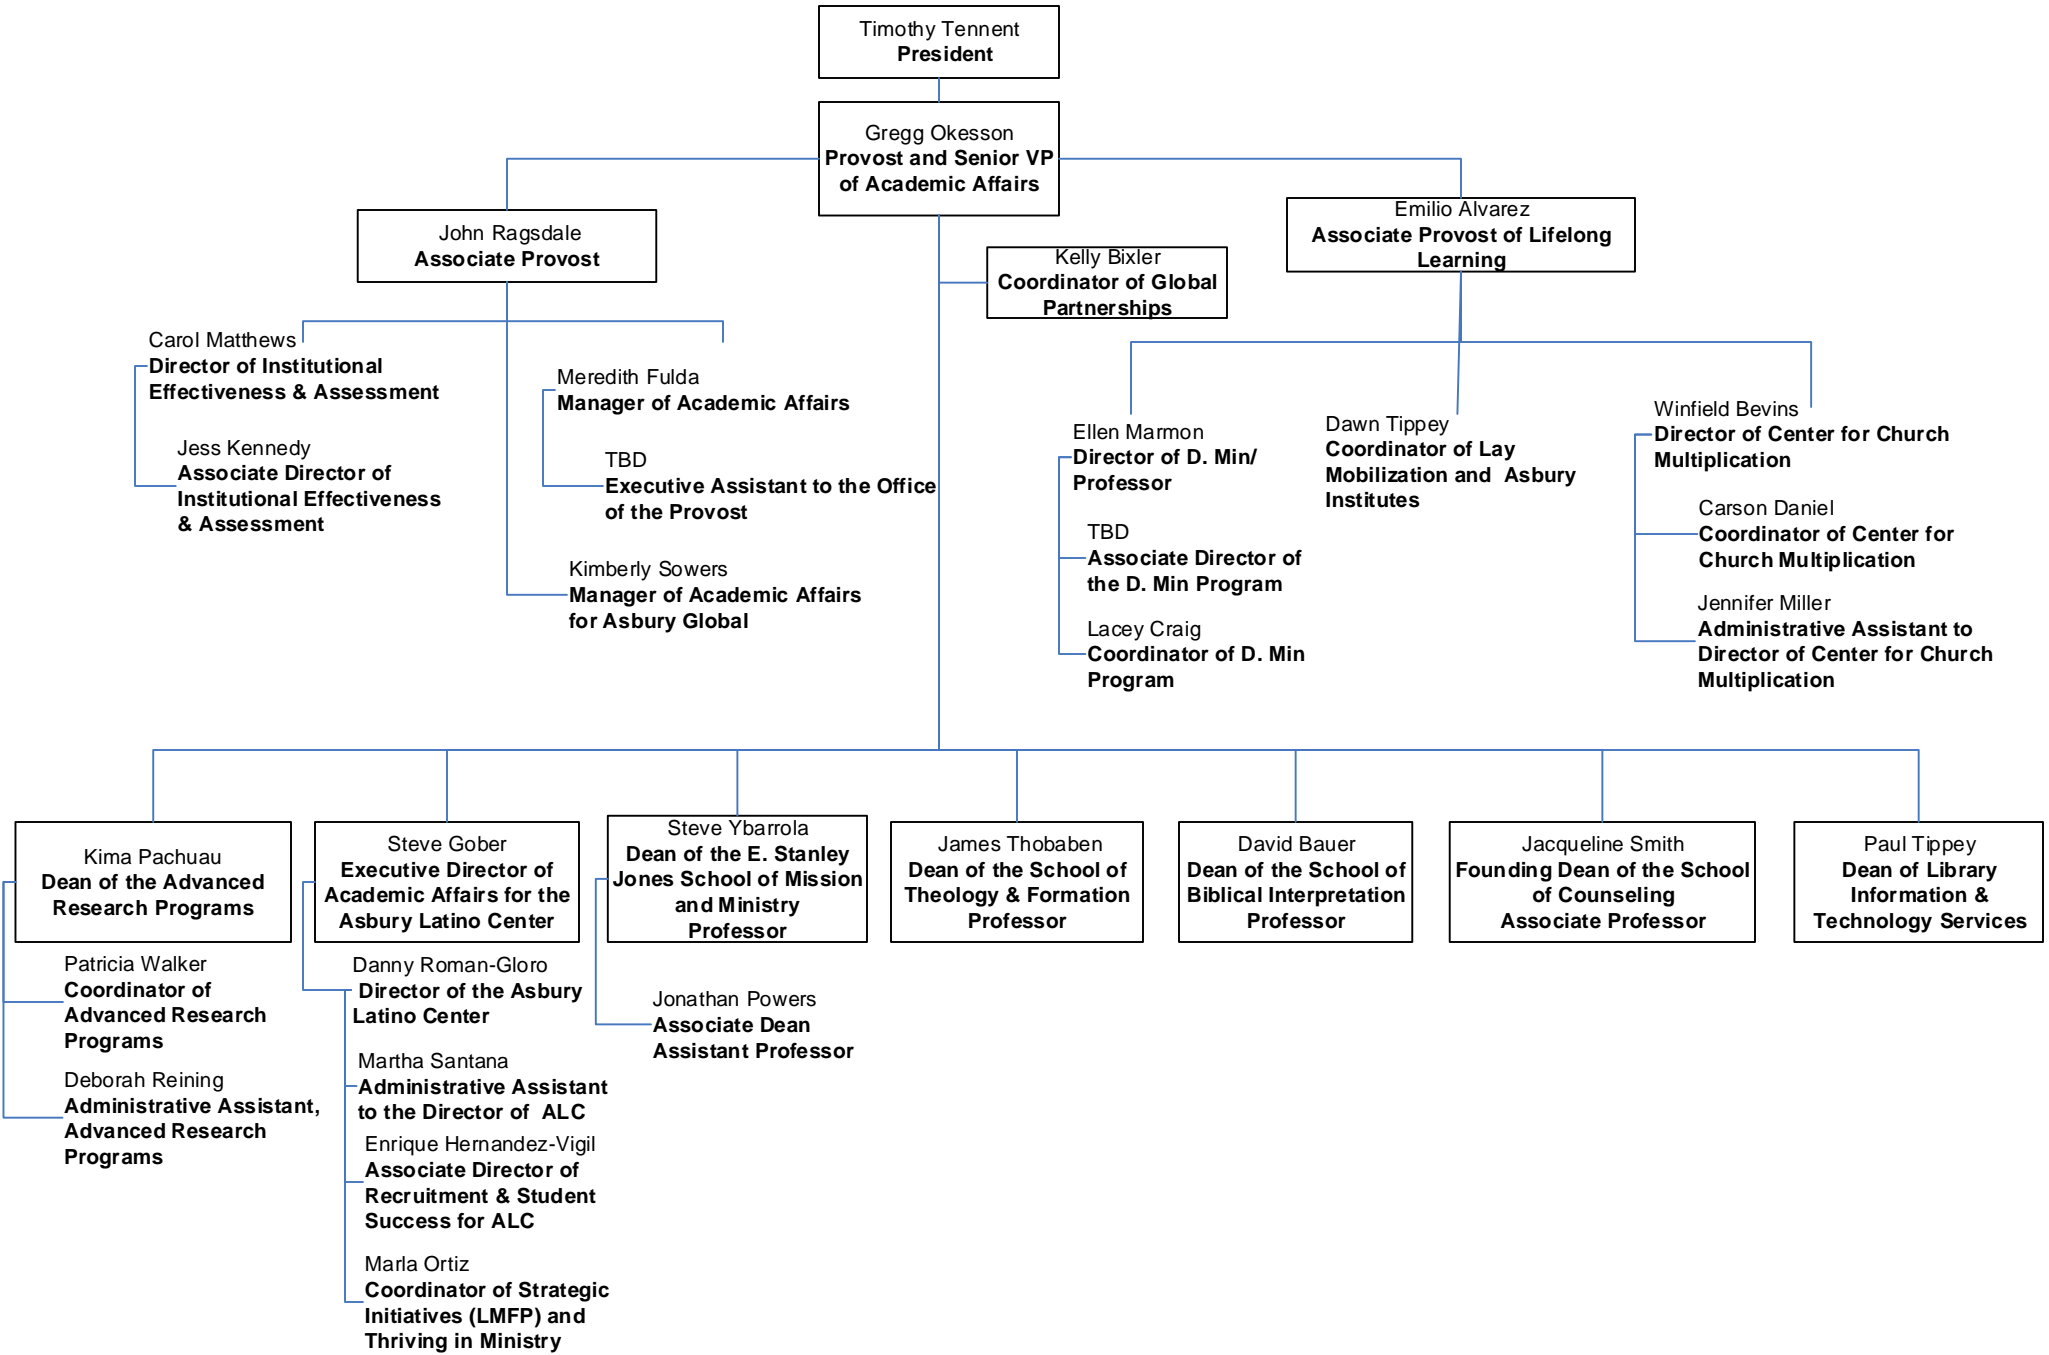 Timothy Tennent
President
Gregg Okesson
Provost and Senior VP
of Academic Affairs
John Ragsdale
Associate Provost
Kelly Bixler
Coordinator of Global
Partnerships
Emilio Alvarez
Associate Provost of Lifelong
Learning
Carol Matthews
Director of Institutional
Effectiveness & Assessment
Jess Kennedy
Associate Director of
Institutional Effectiveness
& Assessment
Meredith Fulda
Manager of Academic Affairs
TBD
Executive Assistant to the Office
of the Provost
Kimberly Sowers
Manager of Academic Affairs
for Asbury Global
Ellen Marmon
Director of D. Min/
Professor
TBD
Associate Director of
the D. Min Program
Lacey Craig
Coordinator of D. Min
Program
Dawn Tippey
Coordinator of Lay
Mobilization and  Asbury
Institutes
Winfield Bevins
Director of Center for Church
Multiplication
Carson Daniel
Coordinator of Center for
Church Multiplication
Jennifer Miller
Administrative Assistant to
Director of Center for Church
Multiplication
Kima Pachuau
Dean of the Advanced
Research Programs
Patricia Walker
Coordinator of
Advanced Research
Programs
Deborah Reining
Administrative Assistant,
Advanced Research
Programs
Steve Gober
Executive Director of
Academic Affairs for the
Asbury Latino Center
Danny Roman-Gloro
Director of the Asbury
Latino Center
Martha Santana
Administrative Assistant
to the Director of  ALC
Enrique Hernandez-Vigil
Associate Director of
Recruitment & Student
Success for ALC
Marla Ortiz
Coordinator of Strategic
Initiatives (LMFP) and
Thriving in Ministry
Steve Ybarrola
Dean of the E. Stanley
Jones School of Mission
and Ministry
Professor
Jonathan Powers
Associate Dean
Assistant Professor
James Thobaben
Dean of the School of
Theology & Formation
Professor
David Bauer
Dean of the School of
Biblical Interpretation
Professor
Jacqueline Smith
Founding Dean of the School
of Counseling
Associate Professor
Paul Tippey
Dean of Library
Information &
Technology Services